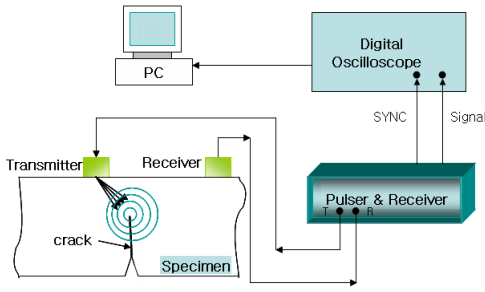 Digital
Oscilloscope
PC
SYNC
Signal
Transmitter
Receiver
Pulser & Receiver
T
R
crack
Specimen